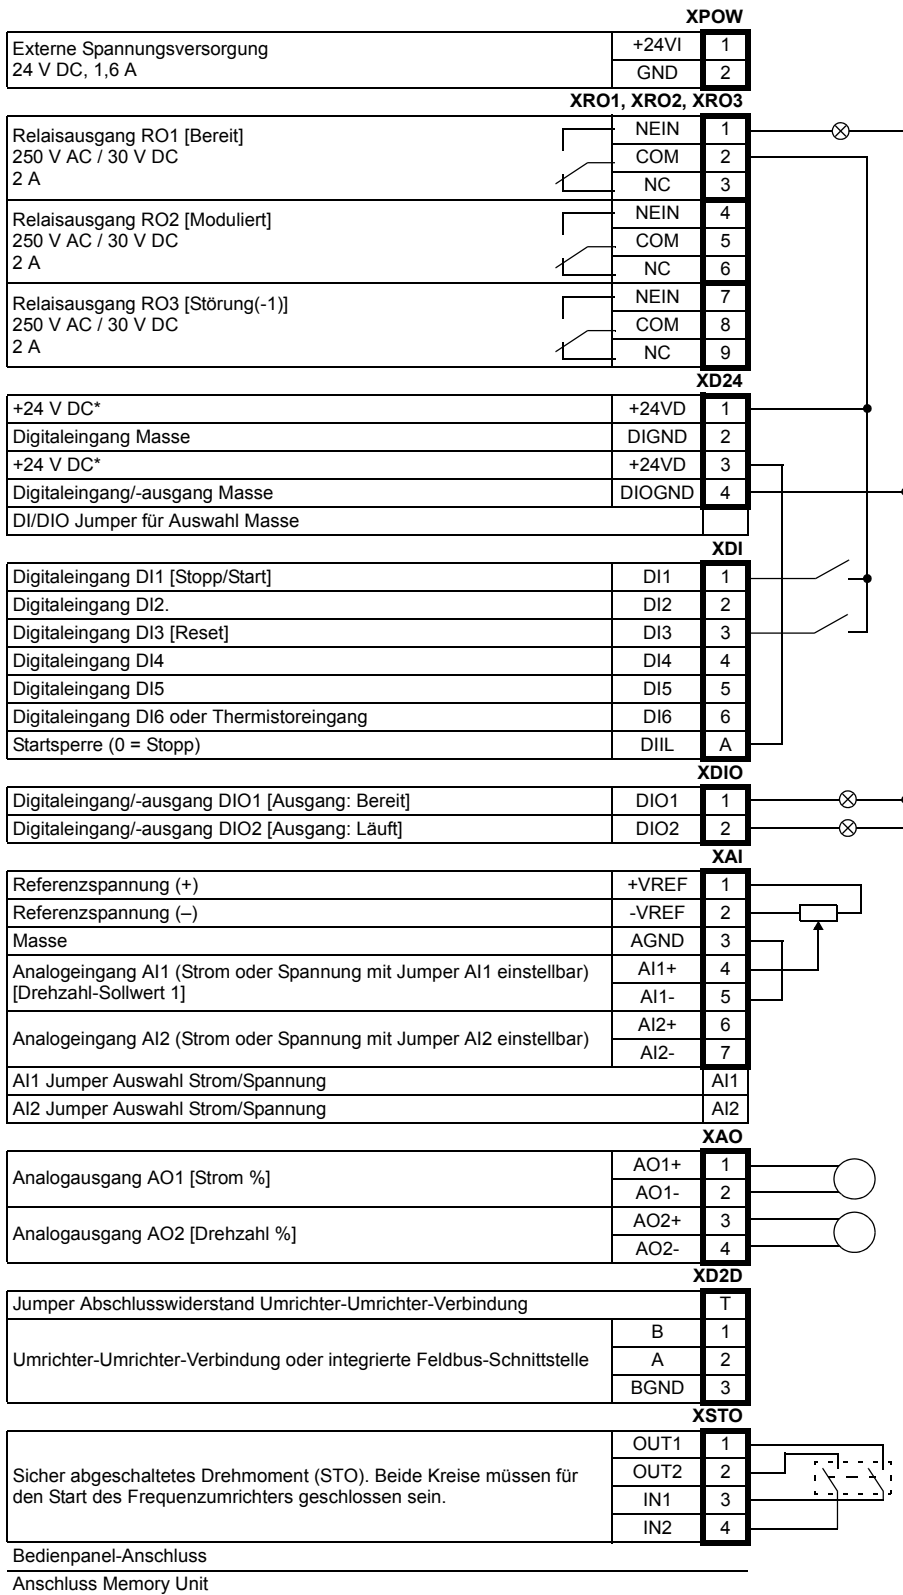 XPOW
Externe Spannungsversorgung
24 V DC, 1,6 A
+24VI 1
GND 2
XRO1, XRO2, XRO3
Relaisausgang RO1 [Bereit]
250 V AC / 30 V DC
2 A
NEIN 1
COM 2
NC 3
Relaisausgang RO2 [Moduliert]
250 V AC / 30 V DC
2 A
NEIN 4
COM 5
NC 6
Relaisausgang RO3 [Störung(-1)]
250 V AC / 30 V DC
2 A
NEIN 7
COM 8
NC 9
XD24
+24 V DC* +24VD 1
Digitaleingang Masse DIGND 2
+24 V DC* +24VD 3
Digitaleingang/-ausgang Masse DIOGND 4
DI/DIO Jumper für Auswahl Masse
XDI
Digitaleingang DI1 [Stopp/Start] DI1 1
Digitaleingang DI2. DI2 2
Digitaleingang DI3 [Reset] DI3 3
Digitaleingang DI4 DI4 4
Digitaleingang DI5 DI5 5
Digitaleingang DI6 oder Thermistoreingang DI6 6
Startsperre (0 = Stopp) DIIL A
XDIO
Digitaleingang/-ausgang DIO1 [Ausgang: Bereit] DIO1 1
Digitaleingang/-ausgang DIO2 [Ausgang: Läuft] DIO2 2
XAI
Referenzspannung (+) +VREF 1
Referenzspannung (–) -VREF 2
Masse AGND 3
Analogeingang AI1 (Strom oder Spannung mit Jumper AI1 einstellbar)
[Drehzahl-Sollwert 1]
AI1+ 4
AI1- 5
Analogeingang AI2 (Strom oder Spannung mit Jumper AI2 einstellbar)
AI2+ 6
AI2- 7
AI1 Jumper Auswahl Strom/Spannung AI1
AI2 Jumper Auswahl Strom/Spannung AI2
XAO
Analogausgang AO1 [Strom %]
AO1+ 1
AO1- 2
Analogausgang AO2 [Drehzahl %]
AO2+ 3
AO2- 4
XD2D
Jumper Abschlusswiderstand Umrichter-Umrichter-Verbindung T
Umrichter-Umrichter-Verbindung oder integrierte Feldbus-Schnittstelle
B 1
A 2
BGND 3
XSTO
Sicher abgeschaltetes Drehmoment (STO). Beide Kreise müssen für
den Start des Frequenzumrichters geschlossen sein.
OUT1 1
OUT2 2
IN1 3
IN2 4
Bedienpanel-Anschluss
Anschluss Memory Unit